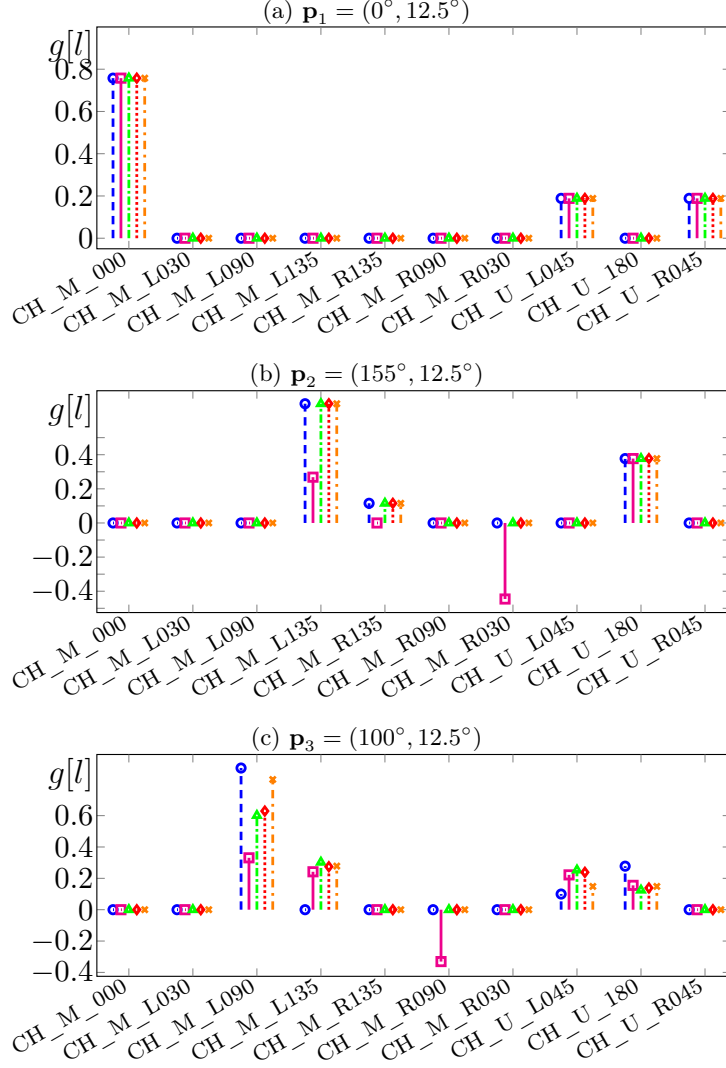 (a) p₁ = (0°, 12.5°)
g[l]
0.8
0.6
0.4
0.2
0
CH_M_000
CH_M_L030
CH_M_L090
CH_M_L135
CH_M_R135
CH_M_R090
CH_M_R030
CH_U_L045
CH_U_180
CH_U_R045
(b) p₂ = (155°, 12.5°)
g[l]
0.4
0.2
0
−0.2
−0.4
CH_M_000
CH_M_L030
CH_M_L090
CH_M_L135
CH_M_R135
CH_M_R090
CH_M_R030
CH_U_L045
CH_U_180
CH_U_R045
(c) p₃ = (100°, 12.5°)
g[l]
0.6
0.4
0.2
0
−0.2
−0.4
CH_M_000
CH_M_L030
CH_M_L090
CH_M_L135
CH_M_R135
CH_M_R090
CH_M_R030
CH_U_L045
CH_U_180
CH_U_R045